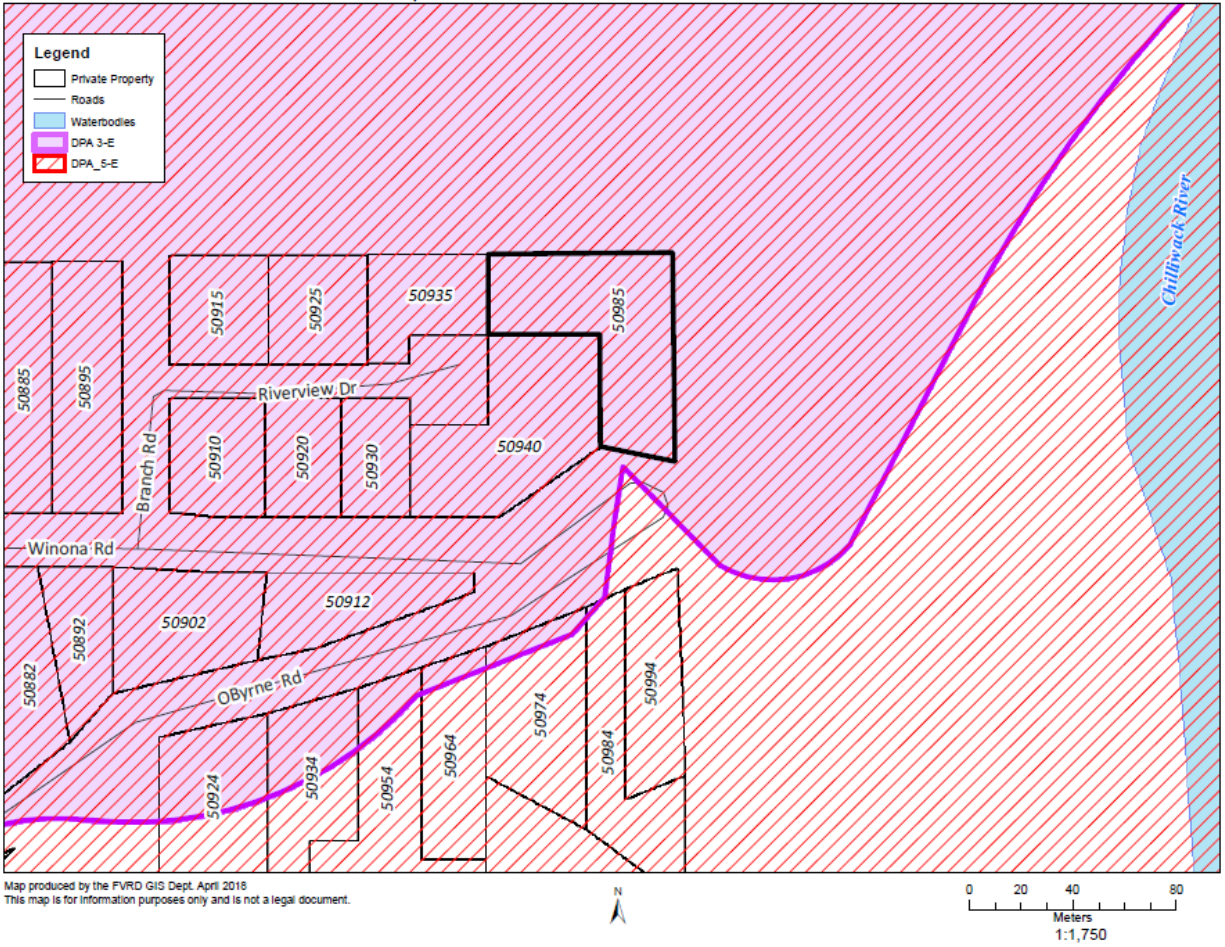 Legend
Private Property
Roads
Waterbodies
DPA 3-E
DPA_5-E
Chilliwack River
50915
50925
50935
50985
50885
50895
Riverview Dr
Branch Rd
50910
50920
50930
50940
Winona Rd
50912
50902
50892
50882
OByrne-Rd
50994
50974
50984
50964
50954
50934
50924
Map produced by the FVRD GIS Dept. April 2018
This map is for information purposes only and is not a legal document.
N
0 20 40 80
Meters
1:1,750